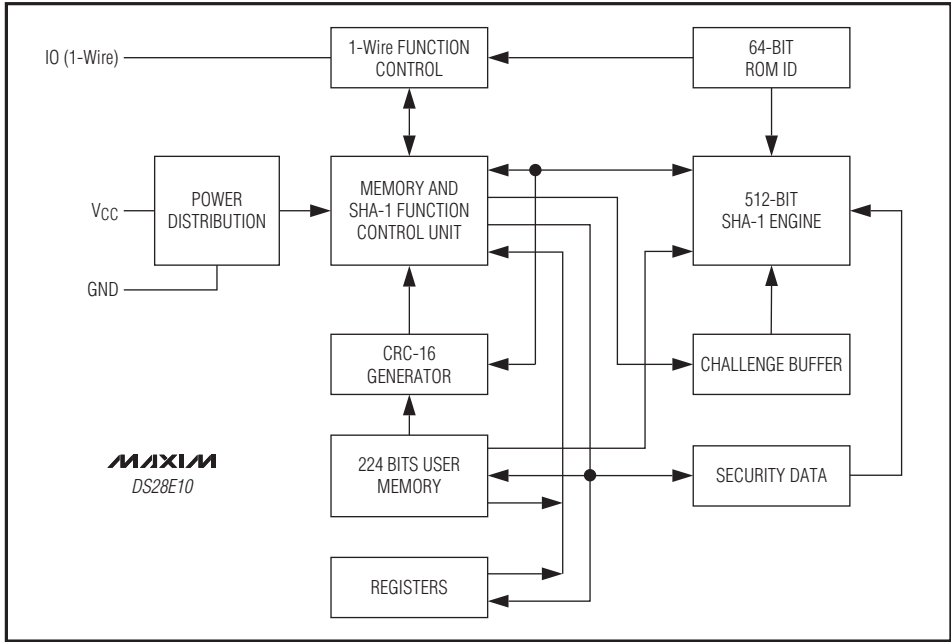 IO (1-Wire)
1-Wire FUNCTION
CONTROL
64-BIT
ROM ID
VCC
GND
POWER
DISTRIBUTION
MEMORY AND
SHA-1 FUNCTION
CONTROL UNIT
512-BIT
SHA-1 ENGINE
CRC-16
GENERATOR
CHALLENGE BUFFER
MAXIM
DS28E10
224 BITS USER
MEMORY
SECURITY DATA
REGISTERS